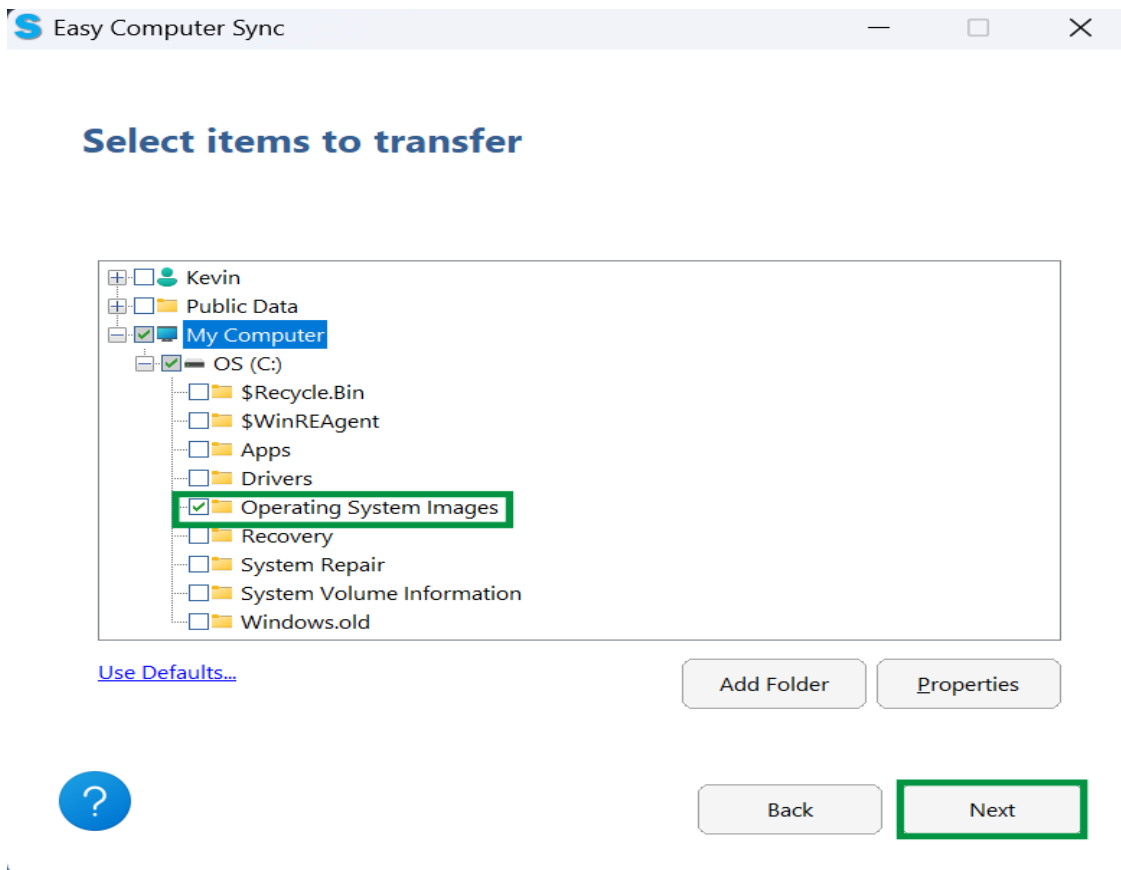 Easy Computer Sync
Select items to transfer
Kevin
Public Data
My Computer
OS (C:)
$Recycle.Bin
$WinREAgent
Apps
Drivers
Operating System Images
Recovery
System Repair
System Volume Information
Windows.old
Use Defaults...
Add Folder
Properties
?
Back
Next